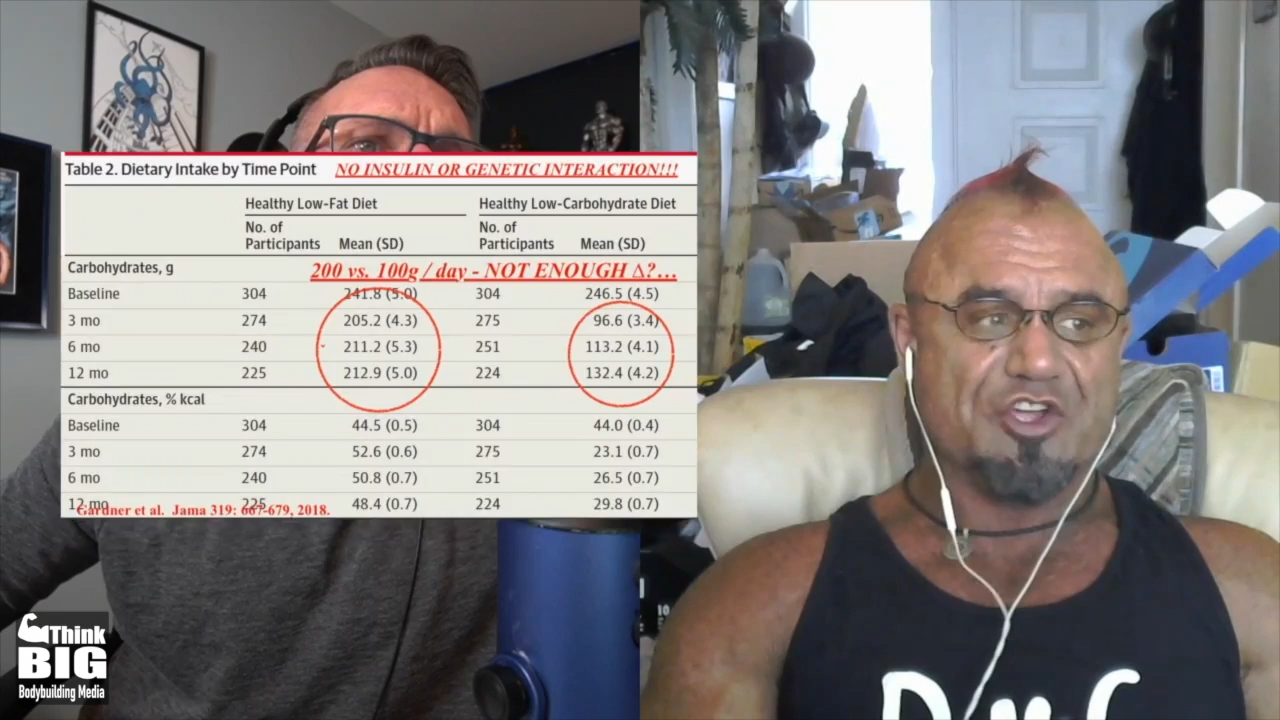 Table 2. Dietary Intake by Time Point NO INSULIN OR GENETIC INTERACTION!!!
Healthy Low-Fat Diet Healthy Low-Carbohydrate Diet
No. of No. of
Participants Mean (SD) Participants Mean (SD)
Carbohydrates, g 200 vs. 100g / day - NOT ENOUGH Δ?...
Baseline 304 241.8 (5.0) 304 246.5 (4.5)
3 mo 274 205.2 (4.3) 275 96.6 (3.4)
6 mo 240 211.2 (5.3) 251 113.2 (4.1)
12 mo 225 212.9 (5.0) 224 132.4 (4.2)
Carbohydrates, % kcal
Baseline 304 44.5 (0.5) 304 44.0 (0.4)
3 mo 274 52.6 (0.6) 275 23.1 (0.7)
6 mo 240 50.8 (0.7) 251 26.5 (0.7)
12 mo 225 48.4 (0.7) 224 29.8 (0.7)
Gardner et al. Jama 319: 667-679, 2018.
Think
BIG
Bodybuilding Media